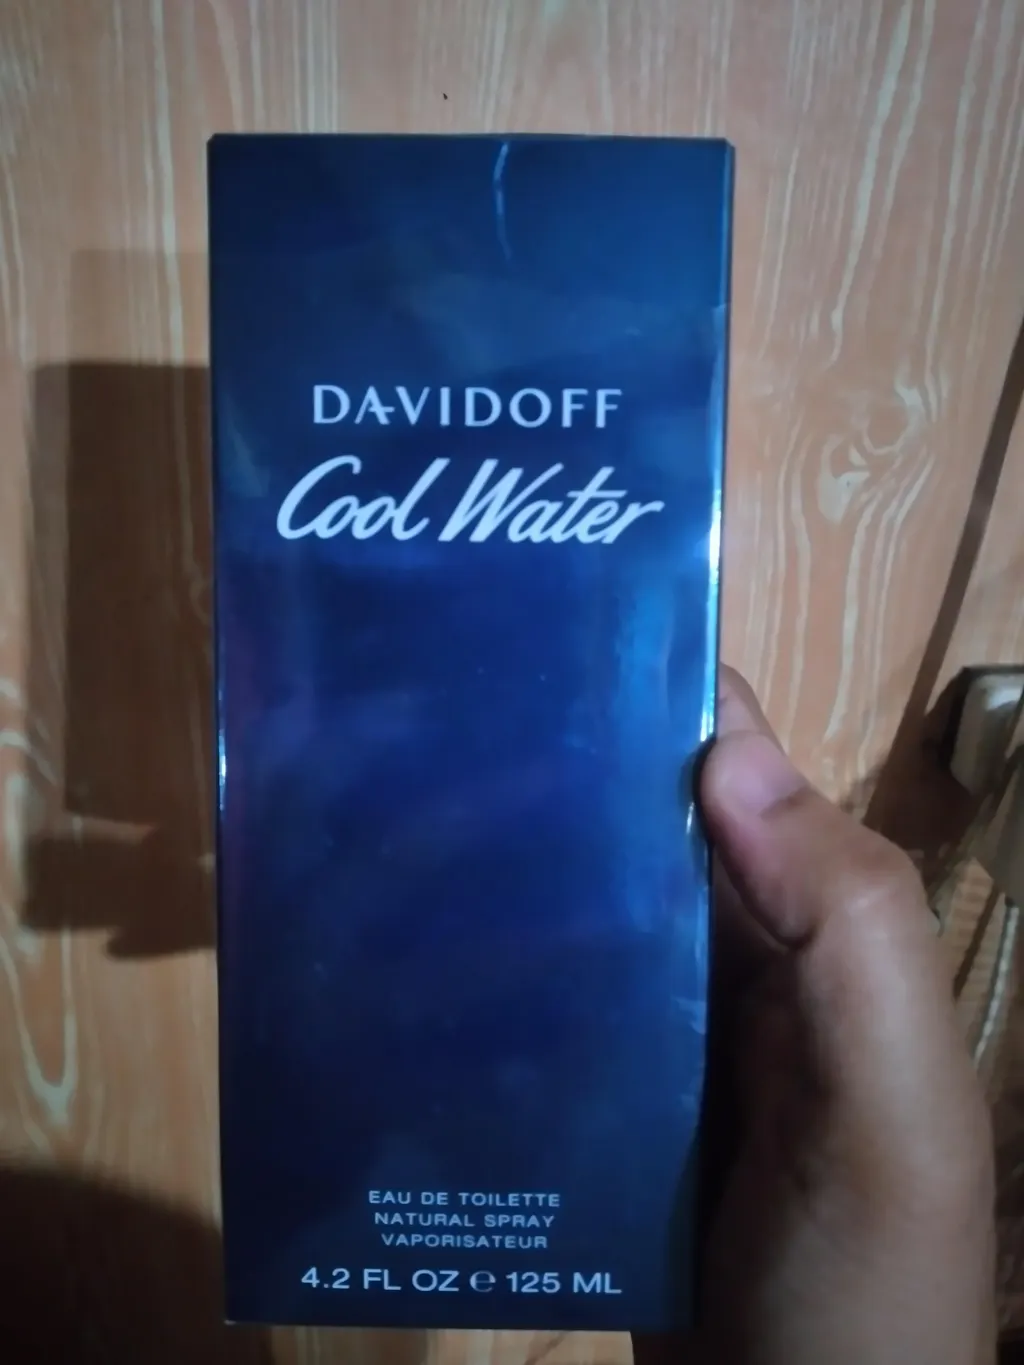 DAVIDOFF
Cool Water
EAU DE TOILETTE
NATURAL SPRAY
VAPORISATEUR
4.2 FL OZ ℮ 125 ML